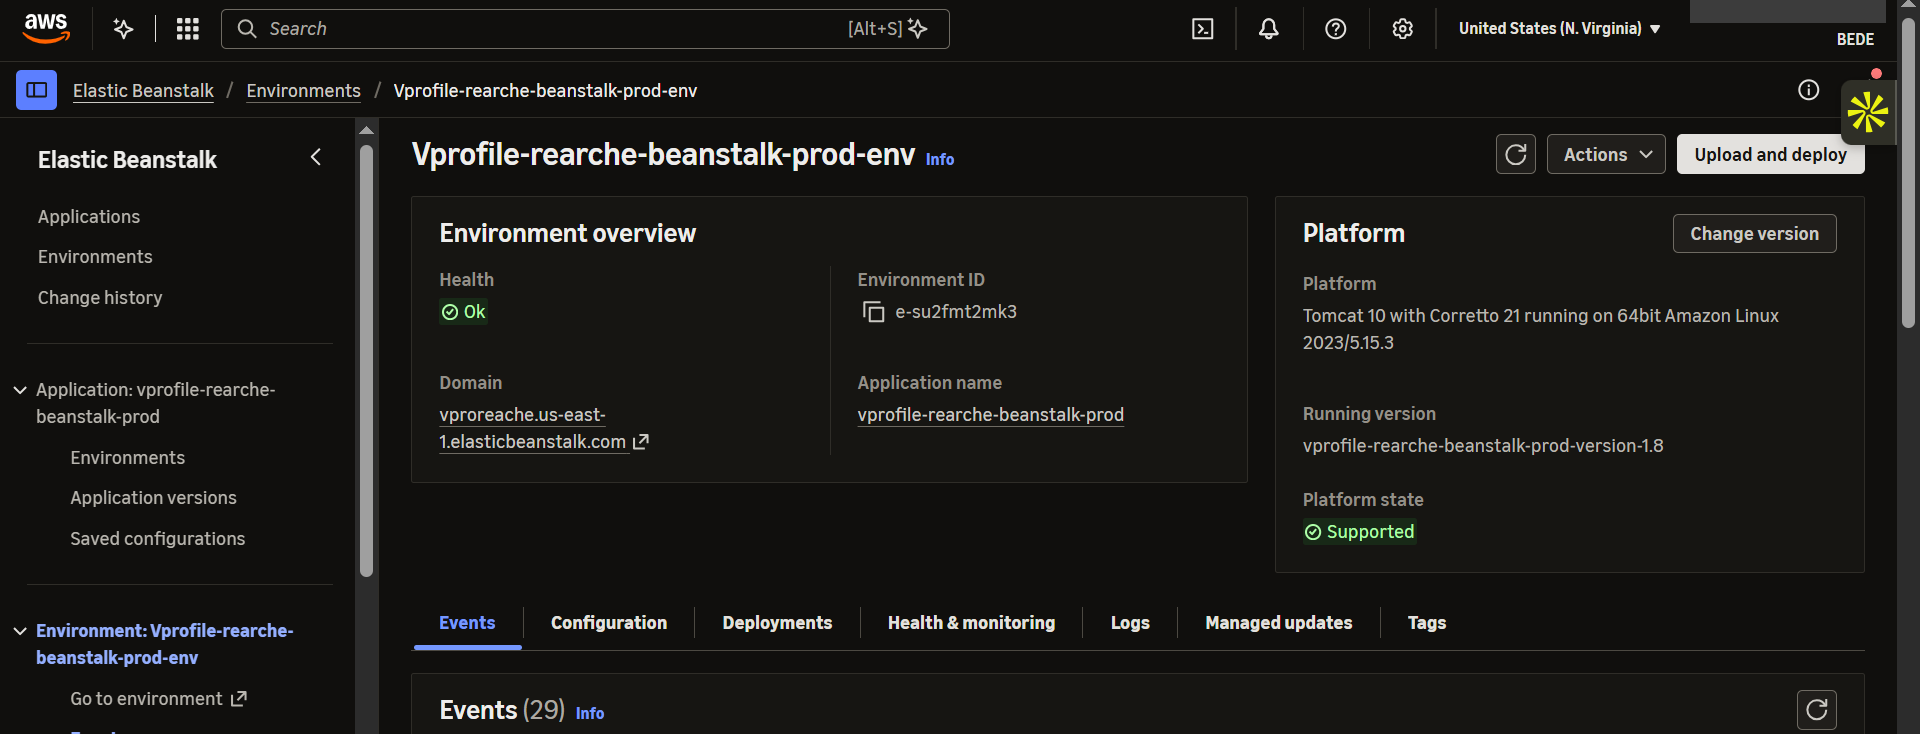 aws
Search
[Alt+S]
United States (N. Virginia)
BEDE
Elastic Beanstalk / Environments / Vprofile-rearche-beanstalk-prod-env
Elastic Beanstalk
Applications
Environments
Change history
Application: vprofile-rearche-
beanstalk-prod
Environments
Application versions
Saved configurations
Environment: Vprofile-rearche-
beanstalk-prod-env
Go to environment
Vprofile-rearche-beanstalk-prod-env Info
Actions
Upload and deploy
Environment overview
Health
Ok
Environment ID
e-su2fmt2mk3
Domain
vproreache.us-east-
1.elasticbeanstalk.com
Application name
vprofile-rearche-beanstalk-prod
Platform
Change version
Platform
Tomcat 10 with Corretto 21 running on 64bit Amazon Linux
2023/5.15.3
Running version
vprofile-rearche-beanstalk-prod-version-1.8
Platform state
Supported
Events
Configuration
Deployments
Health & monitoring
Logs
Managed updates
Tags
Events (29) Info